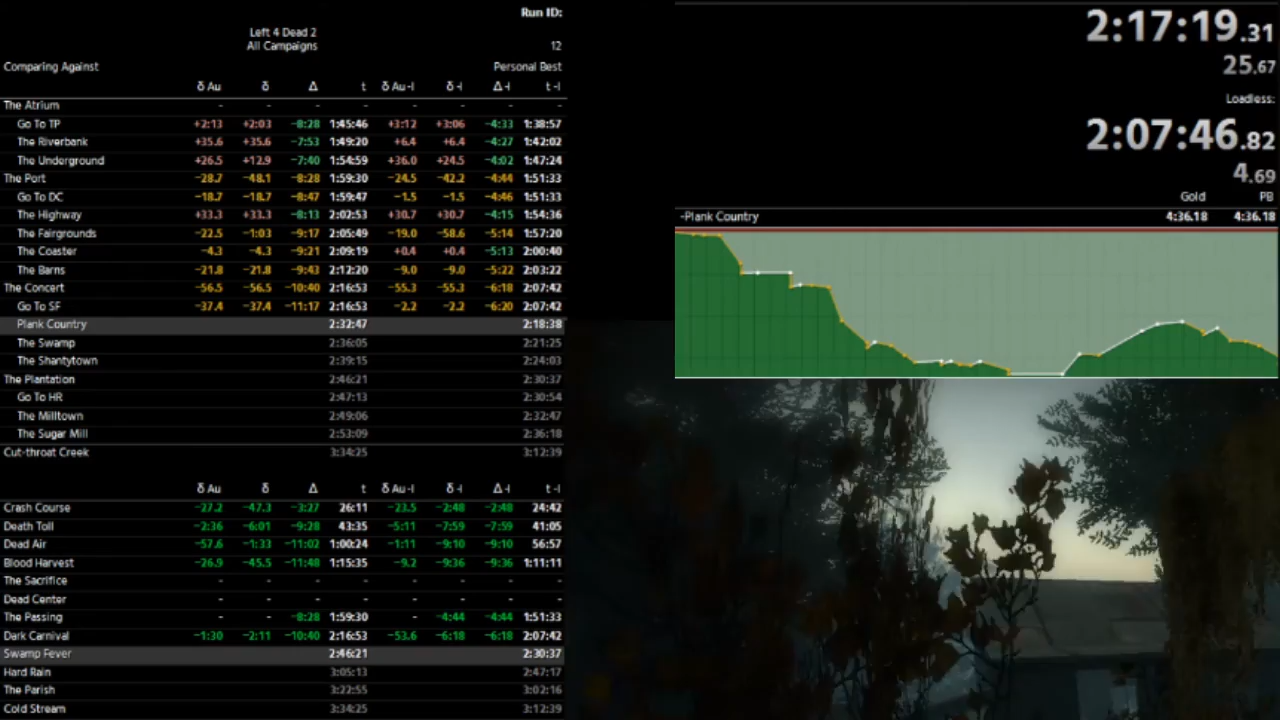 Run ID:
Left 4 Dead 2
All Campaigns
12
Comparing Against Personal Best
δ Au δ Δ t δ Au -l δ -l Δ -l t -l
The Atrium - - - - - - - -
Go To TP +2:13 +2:03 −8:28 1:45:46 +3:12 +3:06 −4:33 1:38:57
The Riverbank +35.6 +35.6 −7:53 1:49:20 +6.4 +6.4 −4:27 1:42:02
The Underground +26.5 +12.9 −7:40 1:54:59 +36.0 +24.5 −4:02 1:47:24
The Port −28.7 −48.1 −8:28 1:59:30 −24.5 −42.2 −4:44 1:51:33
Go To DC −18.7 −18.7 −8:47 1:59:47 −1.5 −1.5 −4:46 1:51:33
The Highway +33.3 +33.3 −8:13 2:02:53 +30.7 +30.7 −4:15 1:54:36
The Fairgrounds −22.5 −1:03 −9:17 2:05:49 −19.0 −58.6 −5:14 1:57:20
The Coaster −4.3 −4.3 −9:21 2:09:19 +0.4 +0.4 −5:13 2:00:40
The Barns −21.8 −21.8 −9:43 2:12:20 −9.0 −9.0 −5:22 2:03:22
The Concert −56.5 −56.5 −10:40 2:16:53 −55.3 −55.3 −6:18 2:07:42
Go To SF −37.4 −37.4 −11:17 2:16:53 −2.2 −2.2 −6:20 2:07:42
Plank Country 2:32:47 2:18:38
The Swamp 2:36:05 2:21:25
The Shantytown 2:39:15 2:24:03
The Plantation 2:46:21 2:30:37
Go To HR 2:47:13 2:30:54
The Milltown 2:49:06 2:32:47
The Sugar Mill 2:53:09 2:36:18
Cut-throat Creek 3:34:25 3:12:39
δ Au δ Δ t δ Au -l δ -l Δ -l t -l
Crash Course −27.2 −47.3 −3:27 26:11 −23.5 −2:48 −2:48 24:42
Death Toll −2:36 −6:01 −9:28 43:35 −5:11 −7:59 −7:59 41:05
Dead Air −57.6 −1:33 −11:02 1:00:24 −1:11 −9:10 −9:10 56:57
Blood Harvest −26.9 −45.5 −11:48 1:15:35 −9.2 −9:36 −9:36 1:11:11
The Sacrifice - - - - - - - -
Dead Center - - - - - - - -
The Passing - - −8:28 1:59:30 - −4:44 −4:44 1:51:33
Dark Carnival −1:30 −2:11 −10:40 2:16:53 −53.6 −6:18 −6:18 2:07:42
Swamp Fever 2:46:21 2:30:37
Hard Rain 3:05:13 2:47:17
The Parish 3:22:55 3:02:16
Cold Stream 3:34:25 3:12:39
2:17:19.31
25.67
Loadless:
2:07:46.82
4.69
Gold PB
-Plank Country 4:36.18 4:36.18